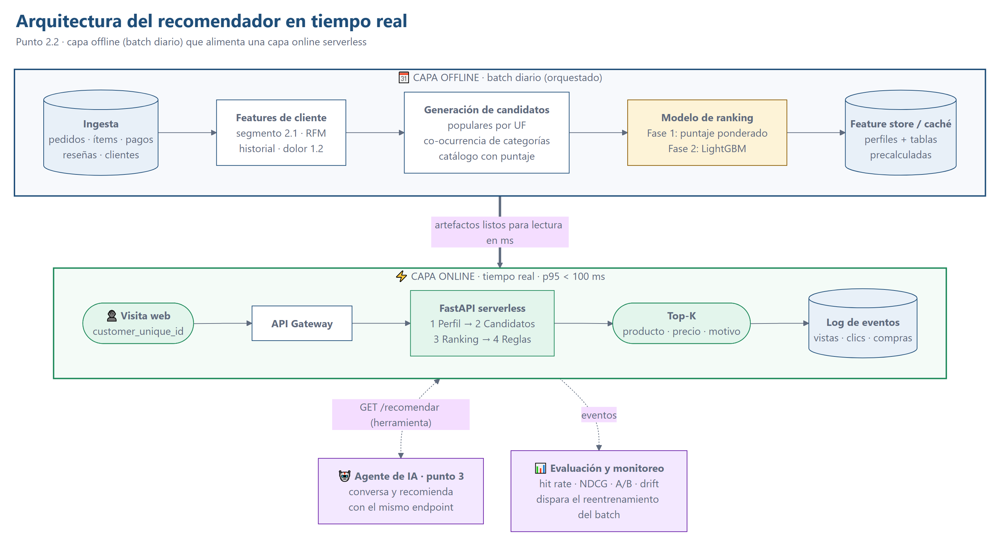 Arquitectura del recomendador en tiempo real
Punto 2.2 · capa offline (batch diario) que alimenta una capa online serverless
31 CAPA OFFLINE · batch diario (orquestado)
Ingesta
pedidos · ítems · pagos
reseñas · clientes
Features de cliente
segmento 2.1 · RFM
historial · dolor 1.2
Generación de candidatos
populares por UF
co-ocurrencia de categorías
catálogo con puntaje
Modelo de ranking
Fase 1: puntaje ponderado
Fase 2: LightGBM
Feature store / caché
perfiles + tablas
precalculadas
artefactos listos para lectura
en ms
CAPA ONLINE · tiempo real · p95 < 100 ms
Visita web
customer_unique_id
API Gateway
FastAPI serverless
1 Perfil → 2 Candidatos
3 Ranking → 4 Reglas
Top-K
producto · precio · motivo
Log de eventos
vistas · clics · compras
GET /recomendar
(herramienta)
eventos
Agente de IA · punto 3
conversa y recomienda
con el mismo endpoint
Evaluación y monitoreo
hit rate · NDCG · A/B · drift
dispara el reentrenamiento
del batch